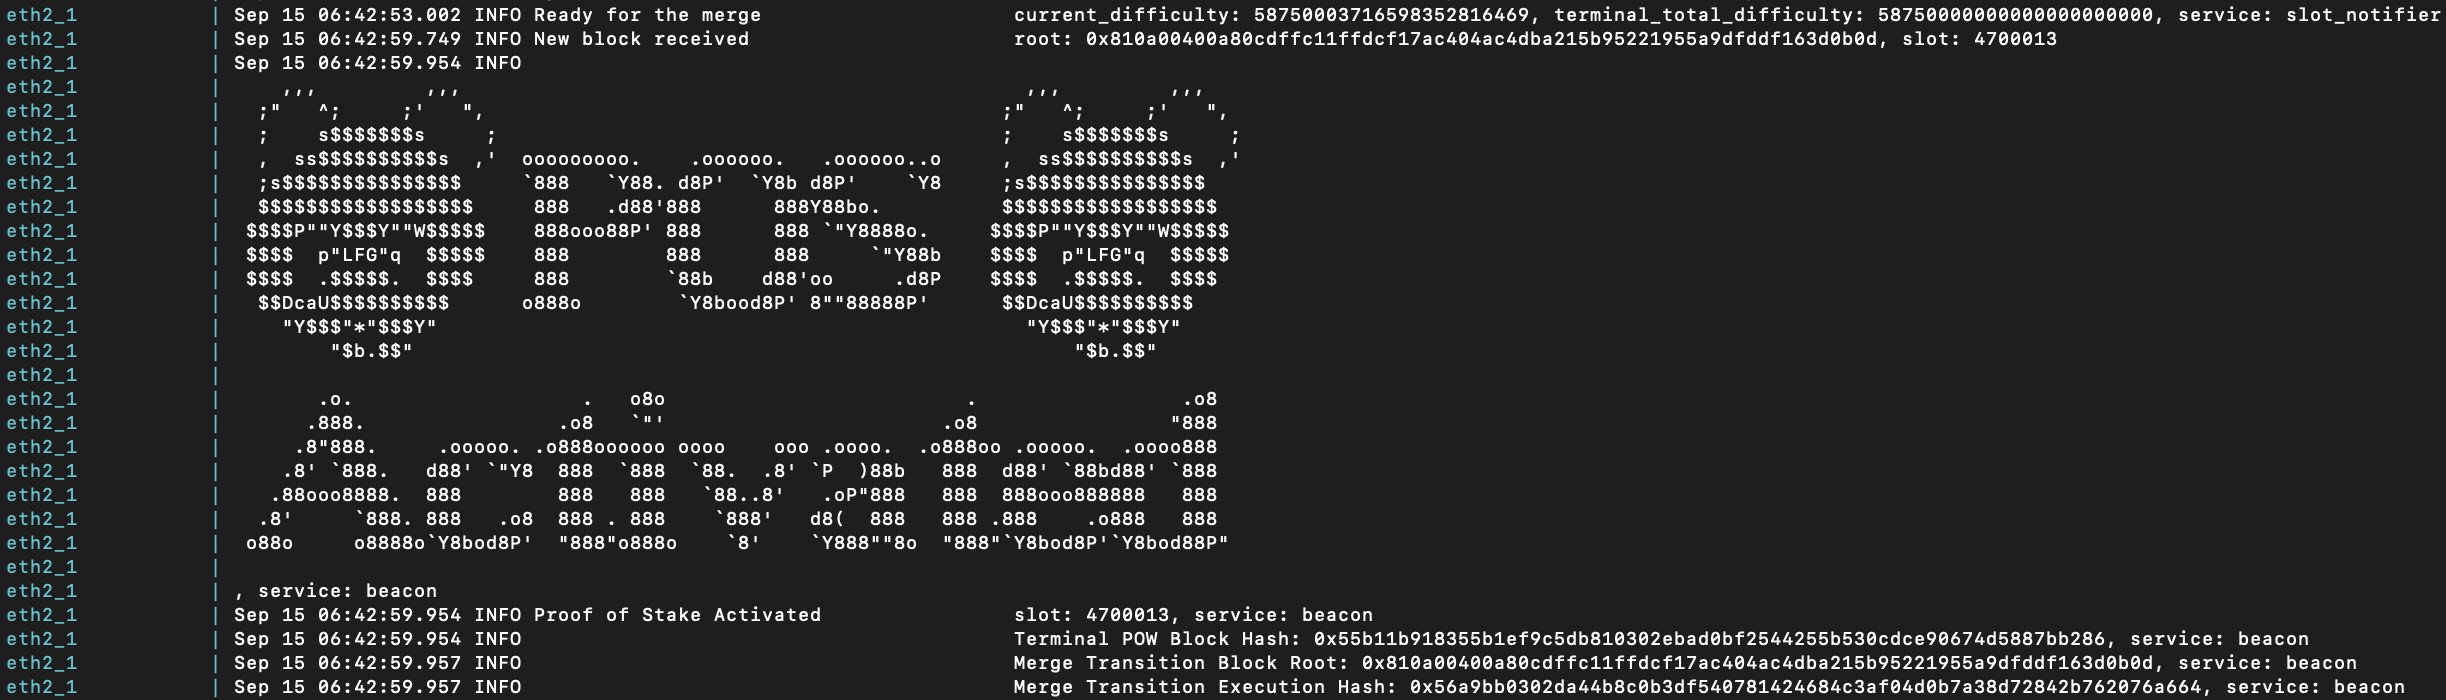 eth2_1 | Sep 15 06:42:53.002 INFO Ready for the merge current_difficulty: 58750003716598352816469, terminal_total_difficulty: 58750000000000000000000, service: slot_notifier
eth2_1 | Sep 15 06:42:59.749 INFO New block received root: 0x810a00400a80cdffc11ffdcf17ac404ac4dba215b95221955a9dfddf163d0b0d, slot: 4700013
eth2_1 | Sep 15 06:42:59.954 INFO
eth2_1 |     ,,,         ,,,                                               ,,,         ,,,
eth2_1 |   ;"   ^;     ;'   ",                                           ;"   ^;     ;'   ",
eth2_1 |   ;    s$$$$$$$s     ;                                          ;    s$$$$$$$s     ;
eth2_1 |   ,  ss$$$$$$$$$$s  ,'  ooooooooo.    .oooooo.   .oooooo..o     ,  ss$$$$$$$$$$s  ,'
eth2_1 |   ;s$$$$$$$$$$$$$$$     `888   `Y88. d8P'  `Y8b d8P'    `Y8     ;s$$$$$$$$$$$$$$$
eth2_1 |   $$$$$$$$$$$$$$$$$$     888   .d88'888      888Y88bo.          $$$$$$$$$$$$$$$$$$
eth2_1 |  $$$$P""Y$$$Y""W$$$$$    888ooo88P' 888      888 `"Y8888o.     $$$$P""Y$$$Y""W$$$$$
eth2_1 |  $$$$  p"LFG"q  $$$$$    888        888      888     `"Y88b    $$$$  p"LFG"q  $$$$$
eth2_1 |  $$$$  .$$$$$.  $$$$     888        `88b    d88'oo     .d8P    $$$$  .$$$$$.  $$$$
eth2_1 |   $$DcaU$$$$$$$$$$      o888o        `Y8bood8P' 8""88888P'      $$DcaU$$$$$$$$$$
eth2_1 |     "Y$$$"*"$$$Y"                                                 "Y$$$"*"$$$Y"
eth2_1 |         "$b.$$"                                                       "$b.$$"
eth2_1 |
eth2_1 |        .o.                   .   o8o                         .                 .o8
eth2_1 |       .888.                .o8   `"'                       .o8                "888
eth2_1 |      .8"888.     .ooooo. .o888oooooo oooo    ooo .oooo.  .o888oo .ooooo.  .oooo888
eth2_1 |     .8' `888.   d88' `"Y8  888  `888  `88.  .8' `P  )88b   888  d88' `88bd88' `888
eth2_1 |    .88ooo8888.  888        888   888   `88..8'   .oP"888   888  888ooo888888   888
eth2_1 |   .8'     `888. 888   .o8  888 . 888    `888'   d8(  888   888 .888    .o888   888
eth2_1 |  o88o     o8888o`Y8bod8P'  "888"o888o    `8'    `Y888""8o  "888"`Y8bod8P'`Y8bod88P"
eth2_1 |
eth2_1 | , service: beacon
eth2_1 | Sep 15 06:42:59.954 INFO Proof of Stake Activated slot: 4700013, service: beacon
eth2_1 | Sep 15 06:42:59.954 INFO Terminal POW Block Hash: 0x55b11b918355b1ef9c5db810302ebad0bf2544255b530cdce90674d5887bb286, service: beacon
eth2_1 | Sep 15 06:42:59.957 INFO Merge Transition Block Root: 0x810a00400a80cdffc11ffdcf17ac404ac4dba215b95221955a9dfddf163d0b0d, service: beacon
eth2_1 | Sep 15 06:42:59.957 INFO Merge Transition Execution Hash: 0x56a9bb0302da44b8c0b3df540781424684c3af04d0b7a38d72842b762076a664, service: beacon